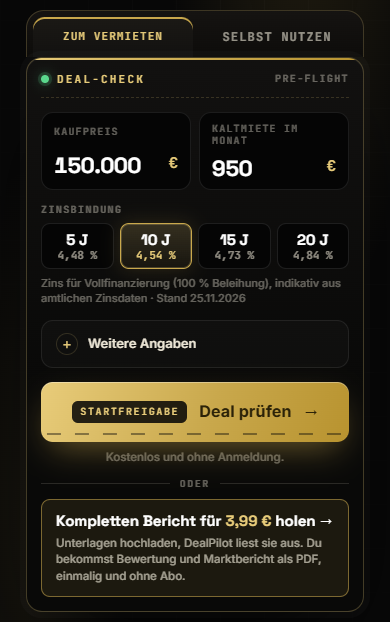 ZUM VERMIETEN
SELBST NUTZEN
DEAL-CHECK
PRE-FLIGHT
KAUFPREIS
150.000 €
KALTMIETE IM
MONAT
950 €
ZINSBINDUNG
5 J
4,48 %
10 J
4,54 %
15 J
4,73 %
20 J
4,84 %
Zins für Vollfinanzierung (100 % Beleihung), indikativ aus
amtlichen Zinsdaten · Stand 25.11.2026
+ Weitere Angaben
STARTFREIGABE Deal prüfen →
Kostenlos und ohne Anmeldung.
ODER
Kompletten Bericht für 3,99 € holen →
Unterlagen hochladen, DealPilot liest sie aus. Du
bekommst Bewertung und Marktbericht als PDF,
einmalig und ohne Abo.